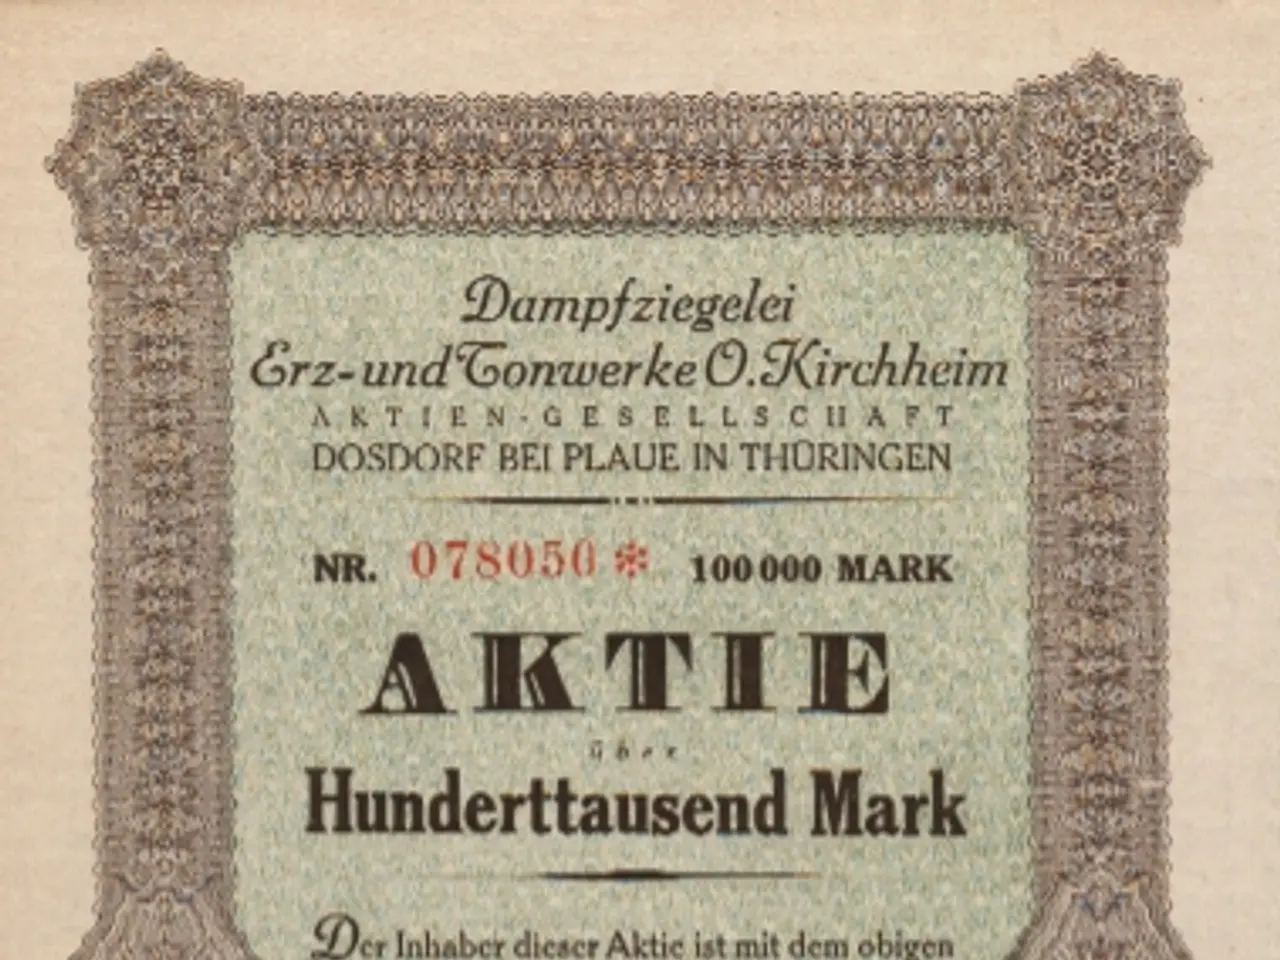 Dampfziegelei
Erz- und Tonwerke O. Kirchheim
AKTIEN-GESELLSCHAFT
DOSDORF BEI PLAUE IN THÜRINGEN
NR. 078050 * 100000 MARK
AKTIE
über
Hunderttausend Mark
Der Inhaber dieser Aktie ist mit dem obigen